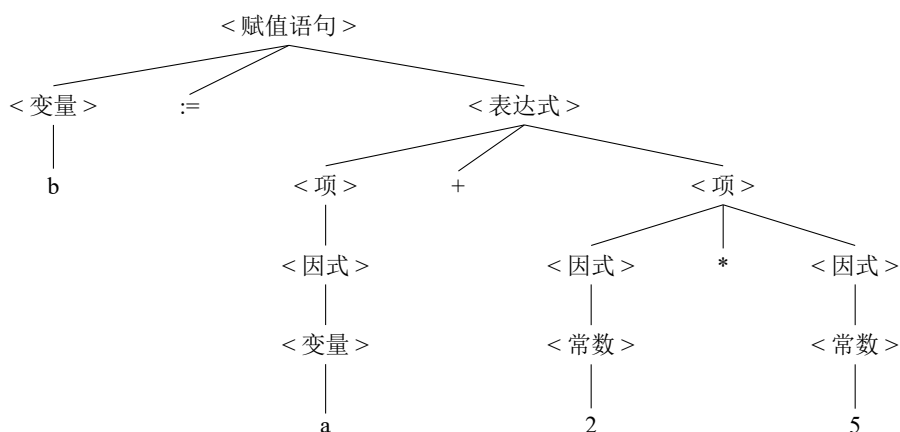 <赋值语句>
<变量> := <表达式>
b <项> + <项>
<因式> <因式> * <因式>
<变量> <常数> <常数>
a 2 5